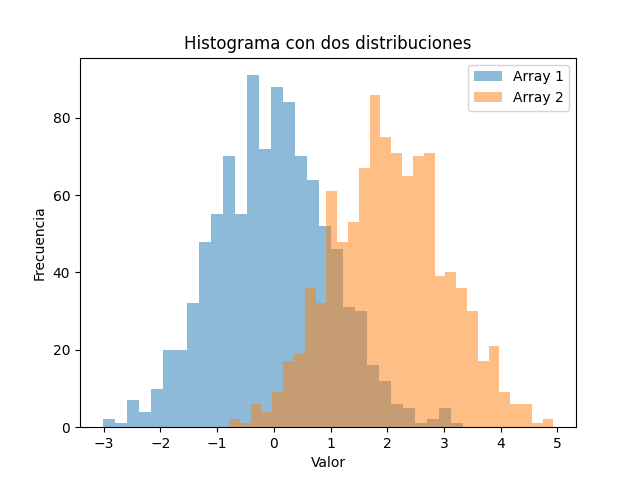 Histograma con dos distribuciones
Array 1
Array 2
80
60
40
20
0
Frecuencia
−3
−2
−1
0
1
2
3
4
5
Valor